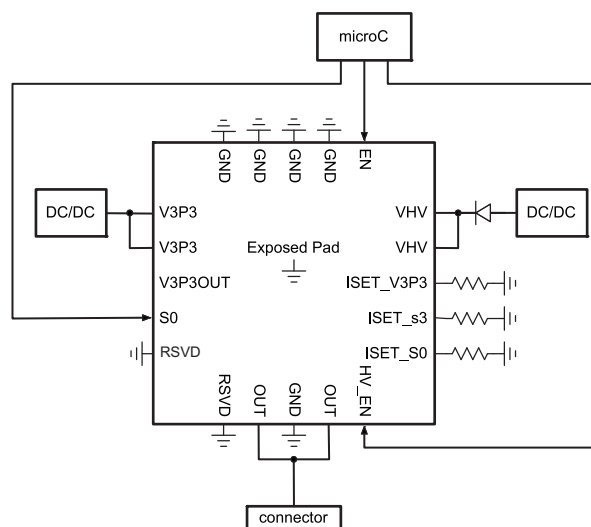 microC
GND
GND
GND
GND
EN
DC/DC
V3P3
VHV
DC/DC
V3P3
Exposed Pad
VHV
V3P3OUT
ISET_V3P3
S0
ISET_s3
RSVD
ISET_S0
RSVD
OUT
GND
OUT
HV_EN
connector